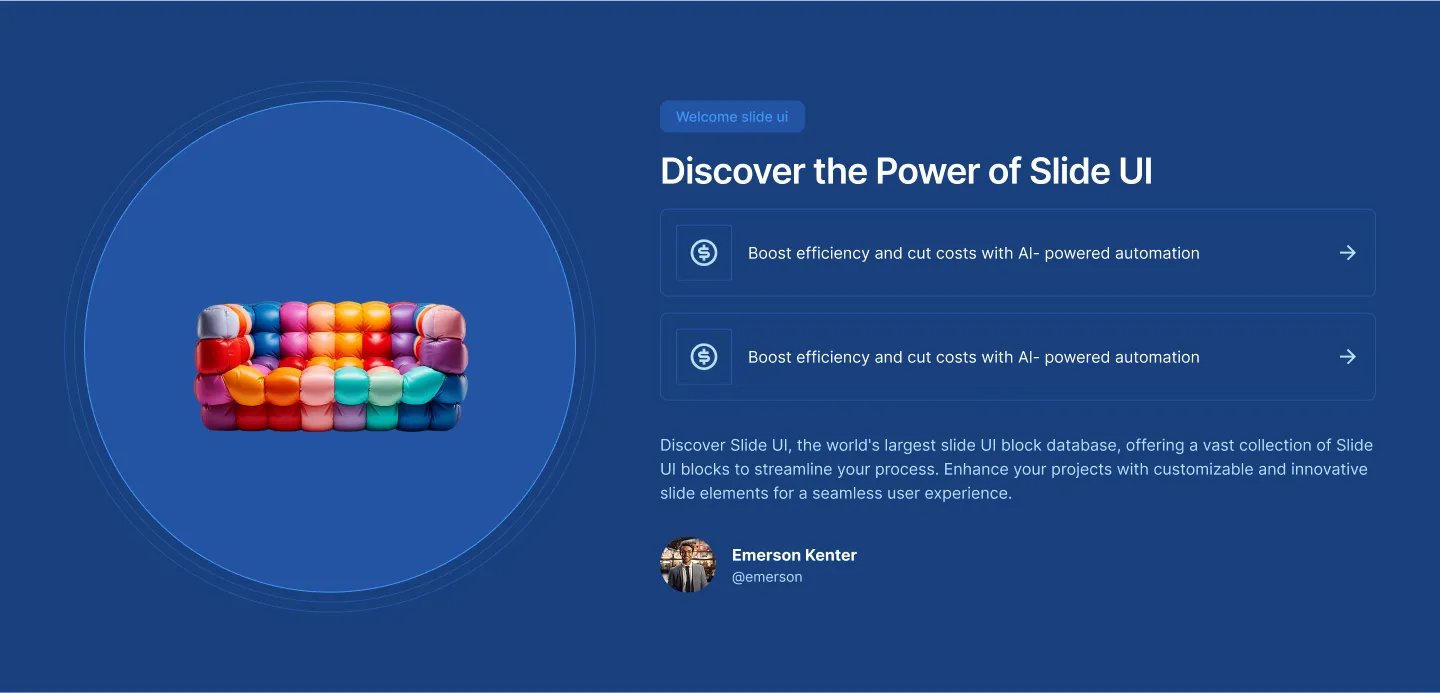 Welcome slide ui
Discover the Power of Slide UI
Boost efficiency and cut costs with AI- powered automation
Boost efficiency and cut costs with AI- powered automation
Discover Slide UI, the world's largest slide UI block database, offering a vast collection of Slide
UI blocks to streamline your process. Enhance your projects with customizable and innovative
slide elements for a seamless user experience.
Emerson Kenter
@emerson